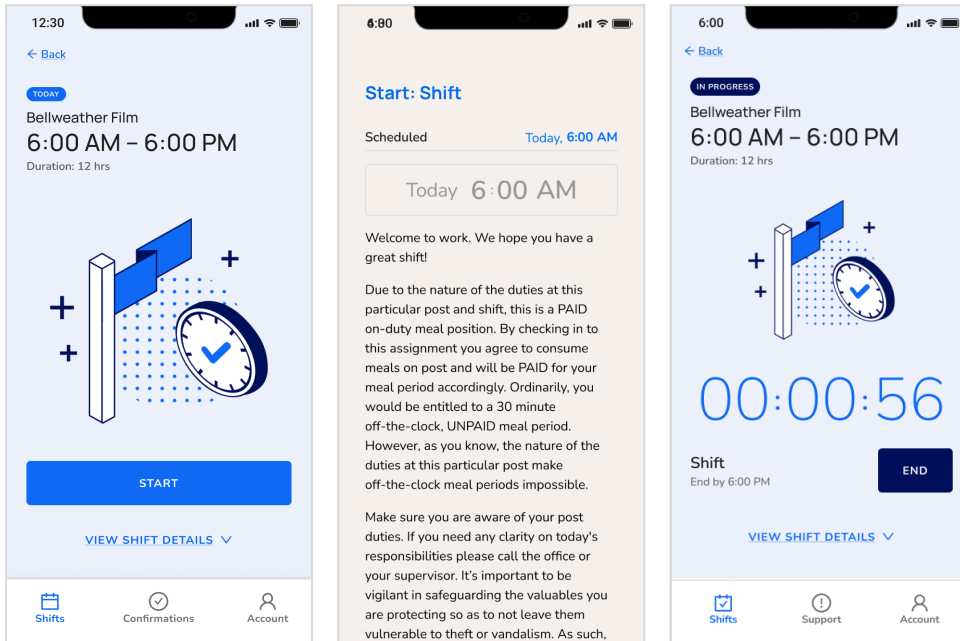 12:30
← Back
TODAY
Bellweather Film
6:00 AM – 6:00 PM
Duration: 12 hrs
START
VIEW SHIFT DETAILS
Shifts
Confirmations
Account
Start: Shift
Scheduled
Today, 6:00 AM
Today 6:00 AM
Welcome to work. We hope you have a
great shift!
Due to the nature of the duties at this
particular post and shift, this is a PAID
on-duty meal position. By checking in to
this assignment you agree to consume
meals on post and will be PAID for your
meal period accordingly. Ordinarily, you
would be entitled to a 30 minute
off-the-clock, UNPAID meal period.
However, as you know, the nature of the
duties at this particular post make
off-the-clock meal periods impossible.
Make sure you are aware of your post
duties. If you need any clarity on today's
responsibilities please call the office or
your supervisor. It's important to be
vigilant in safeguarding the valuables you
are protecting so as to not leave them
vulnerable to theft or vandalism. As such,
6:00
← Back
IN PROGRESS
Bellweather Film
6:00 AM – 6:00 PM
Duration: 12 hrs
00:00:56
Shift
End by 6:00 PM
END
VIEW SHIFT DETAILS
Shifts
Support
Account